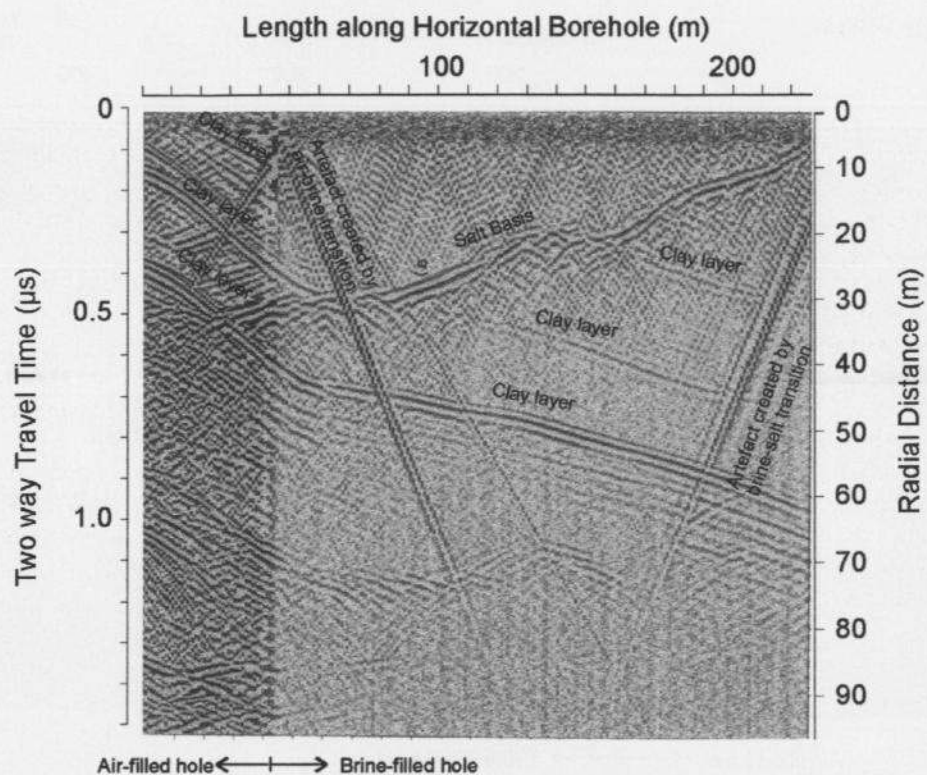 Length along Horizontal Borehole (m)
100
200
0
0
10
20
30
40
50
60
70
80
90
0.5
1.0
Two way Travel Time (µs)
Radial Distance (m)
Clay layer
Clay layer
Clay layer
Artefact created by
air-brine transition
Salt Basis
Clay layer
Clay layer
Clay layer
Artefact created by
brine-salt transition
Air-filled hole
Brine-filled hole